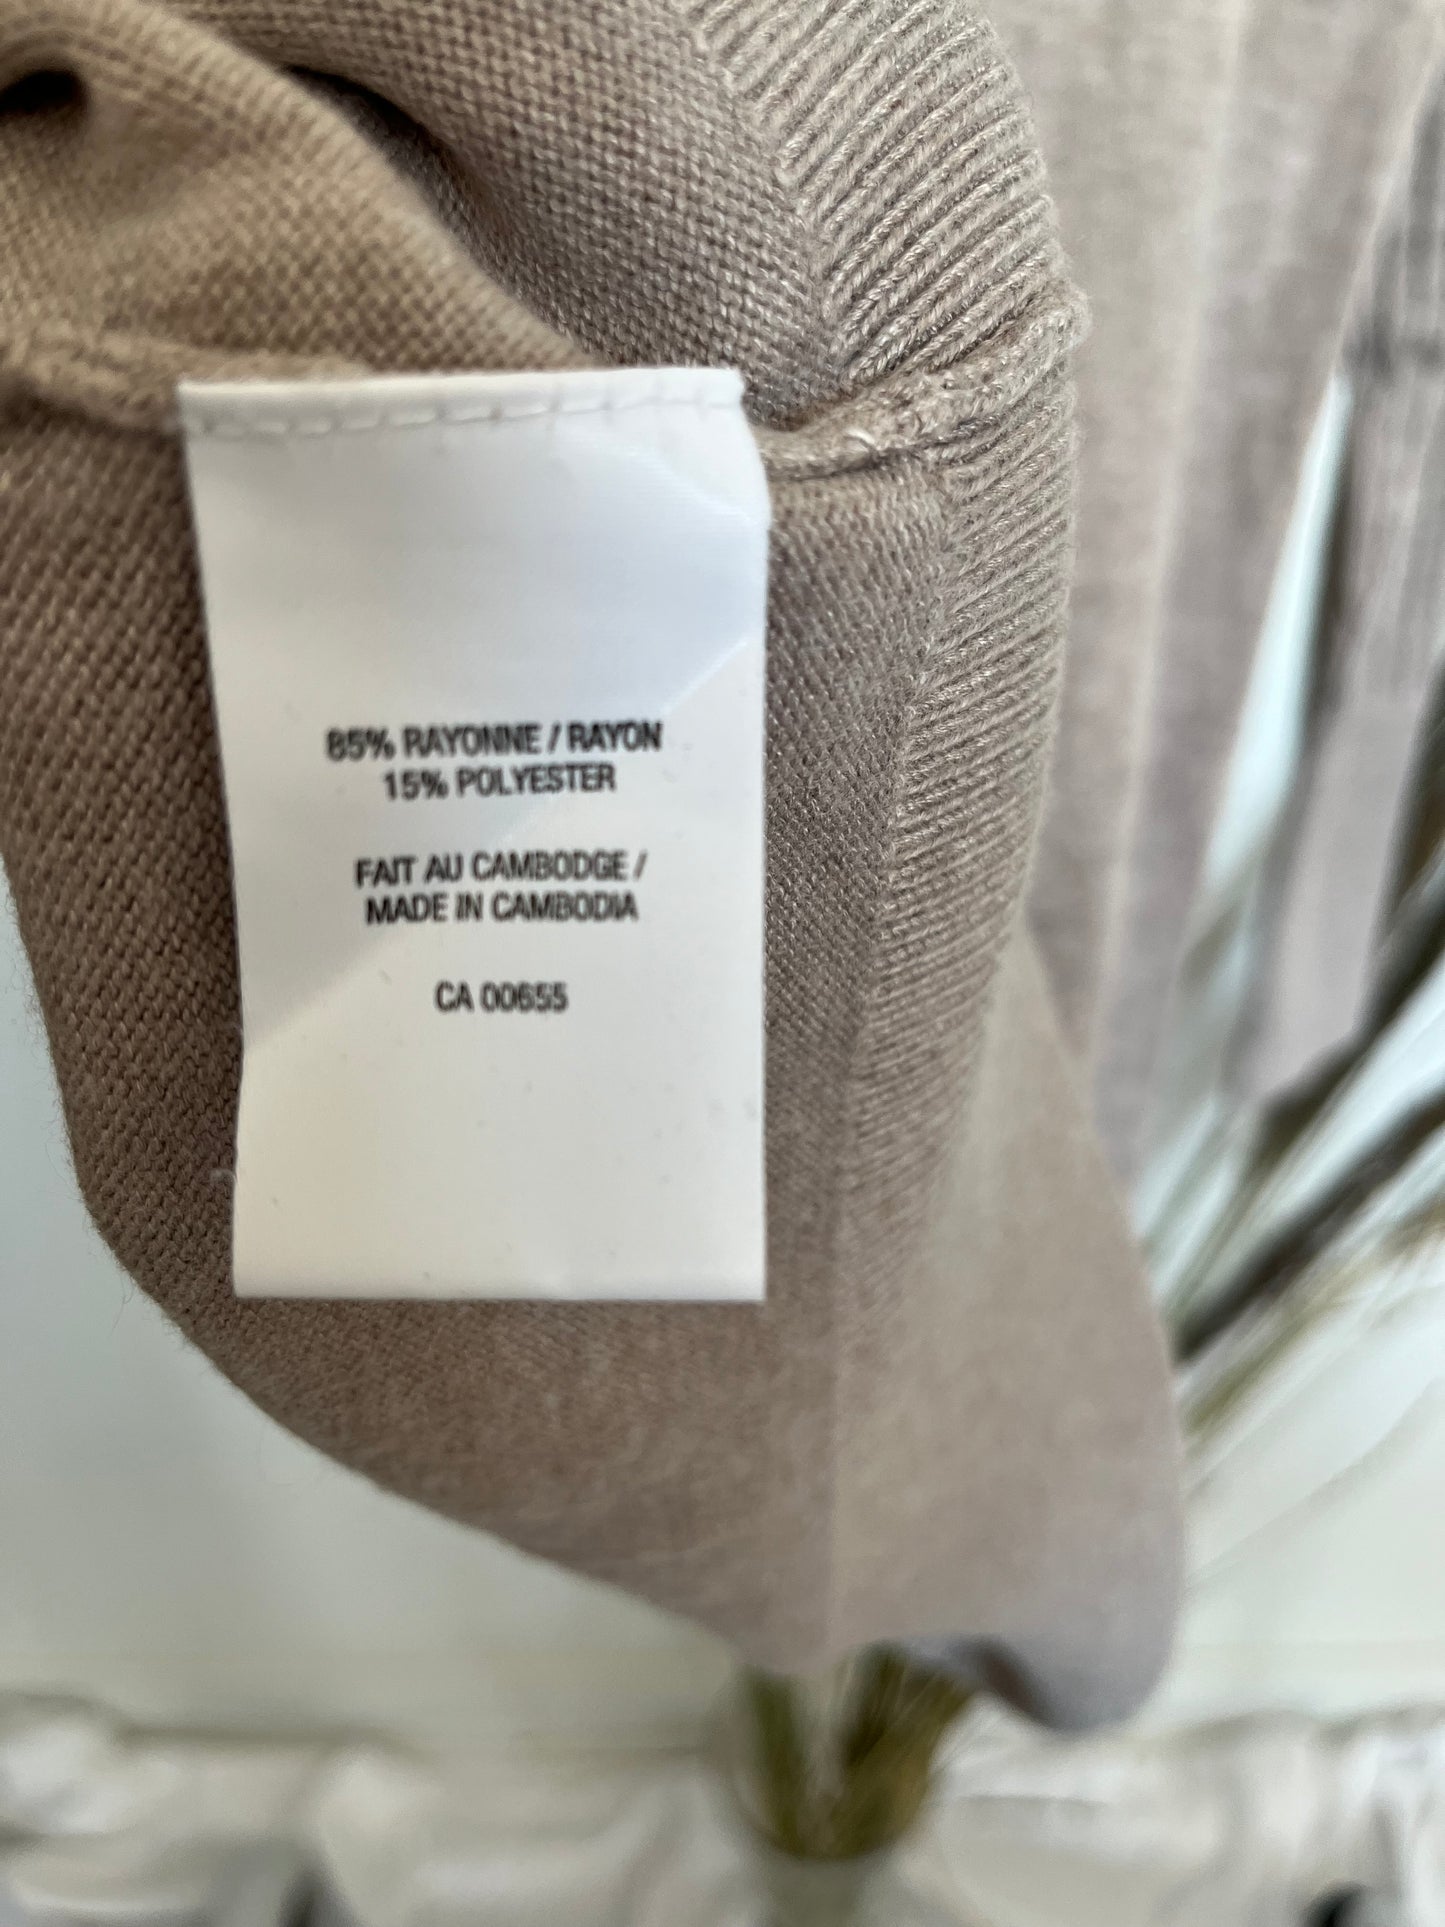 85% RAYONNE / RAYON
15% POLYESTER
FAIT AU CAMBODGE /
MADE IN CAMBODIA
CA 00655